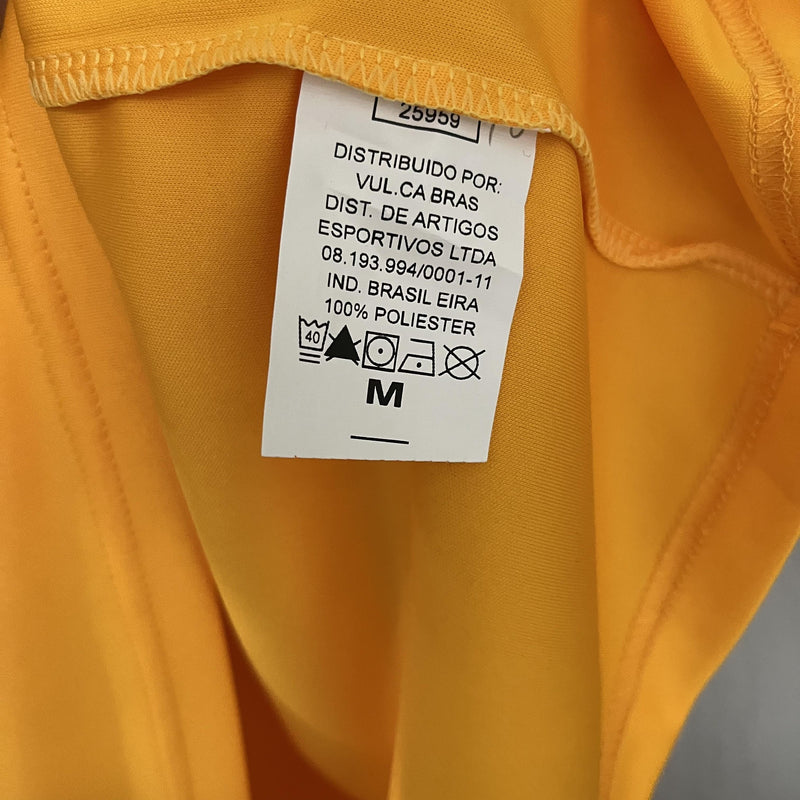 25959
DISTRIBUIDO POR:
VUL.CA BRAS
DIST. DE ARTIGOS
ESPORTIVOS LTDA
08.193.994/0001-11
IND. BRASIL EIRA
100% POLIESTER
40
M